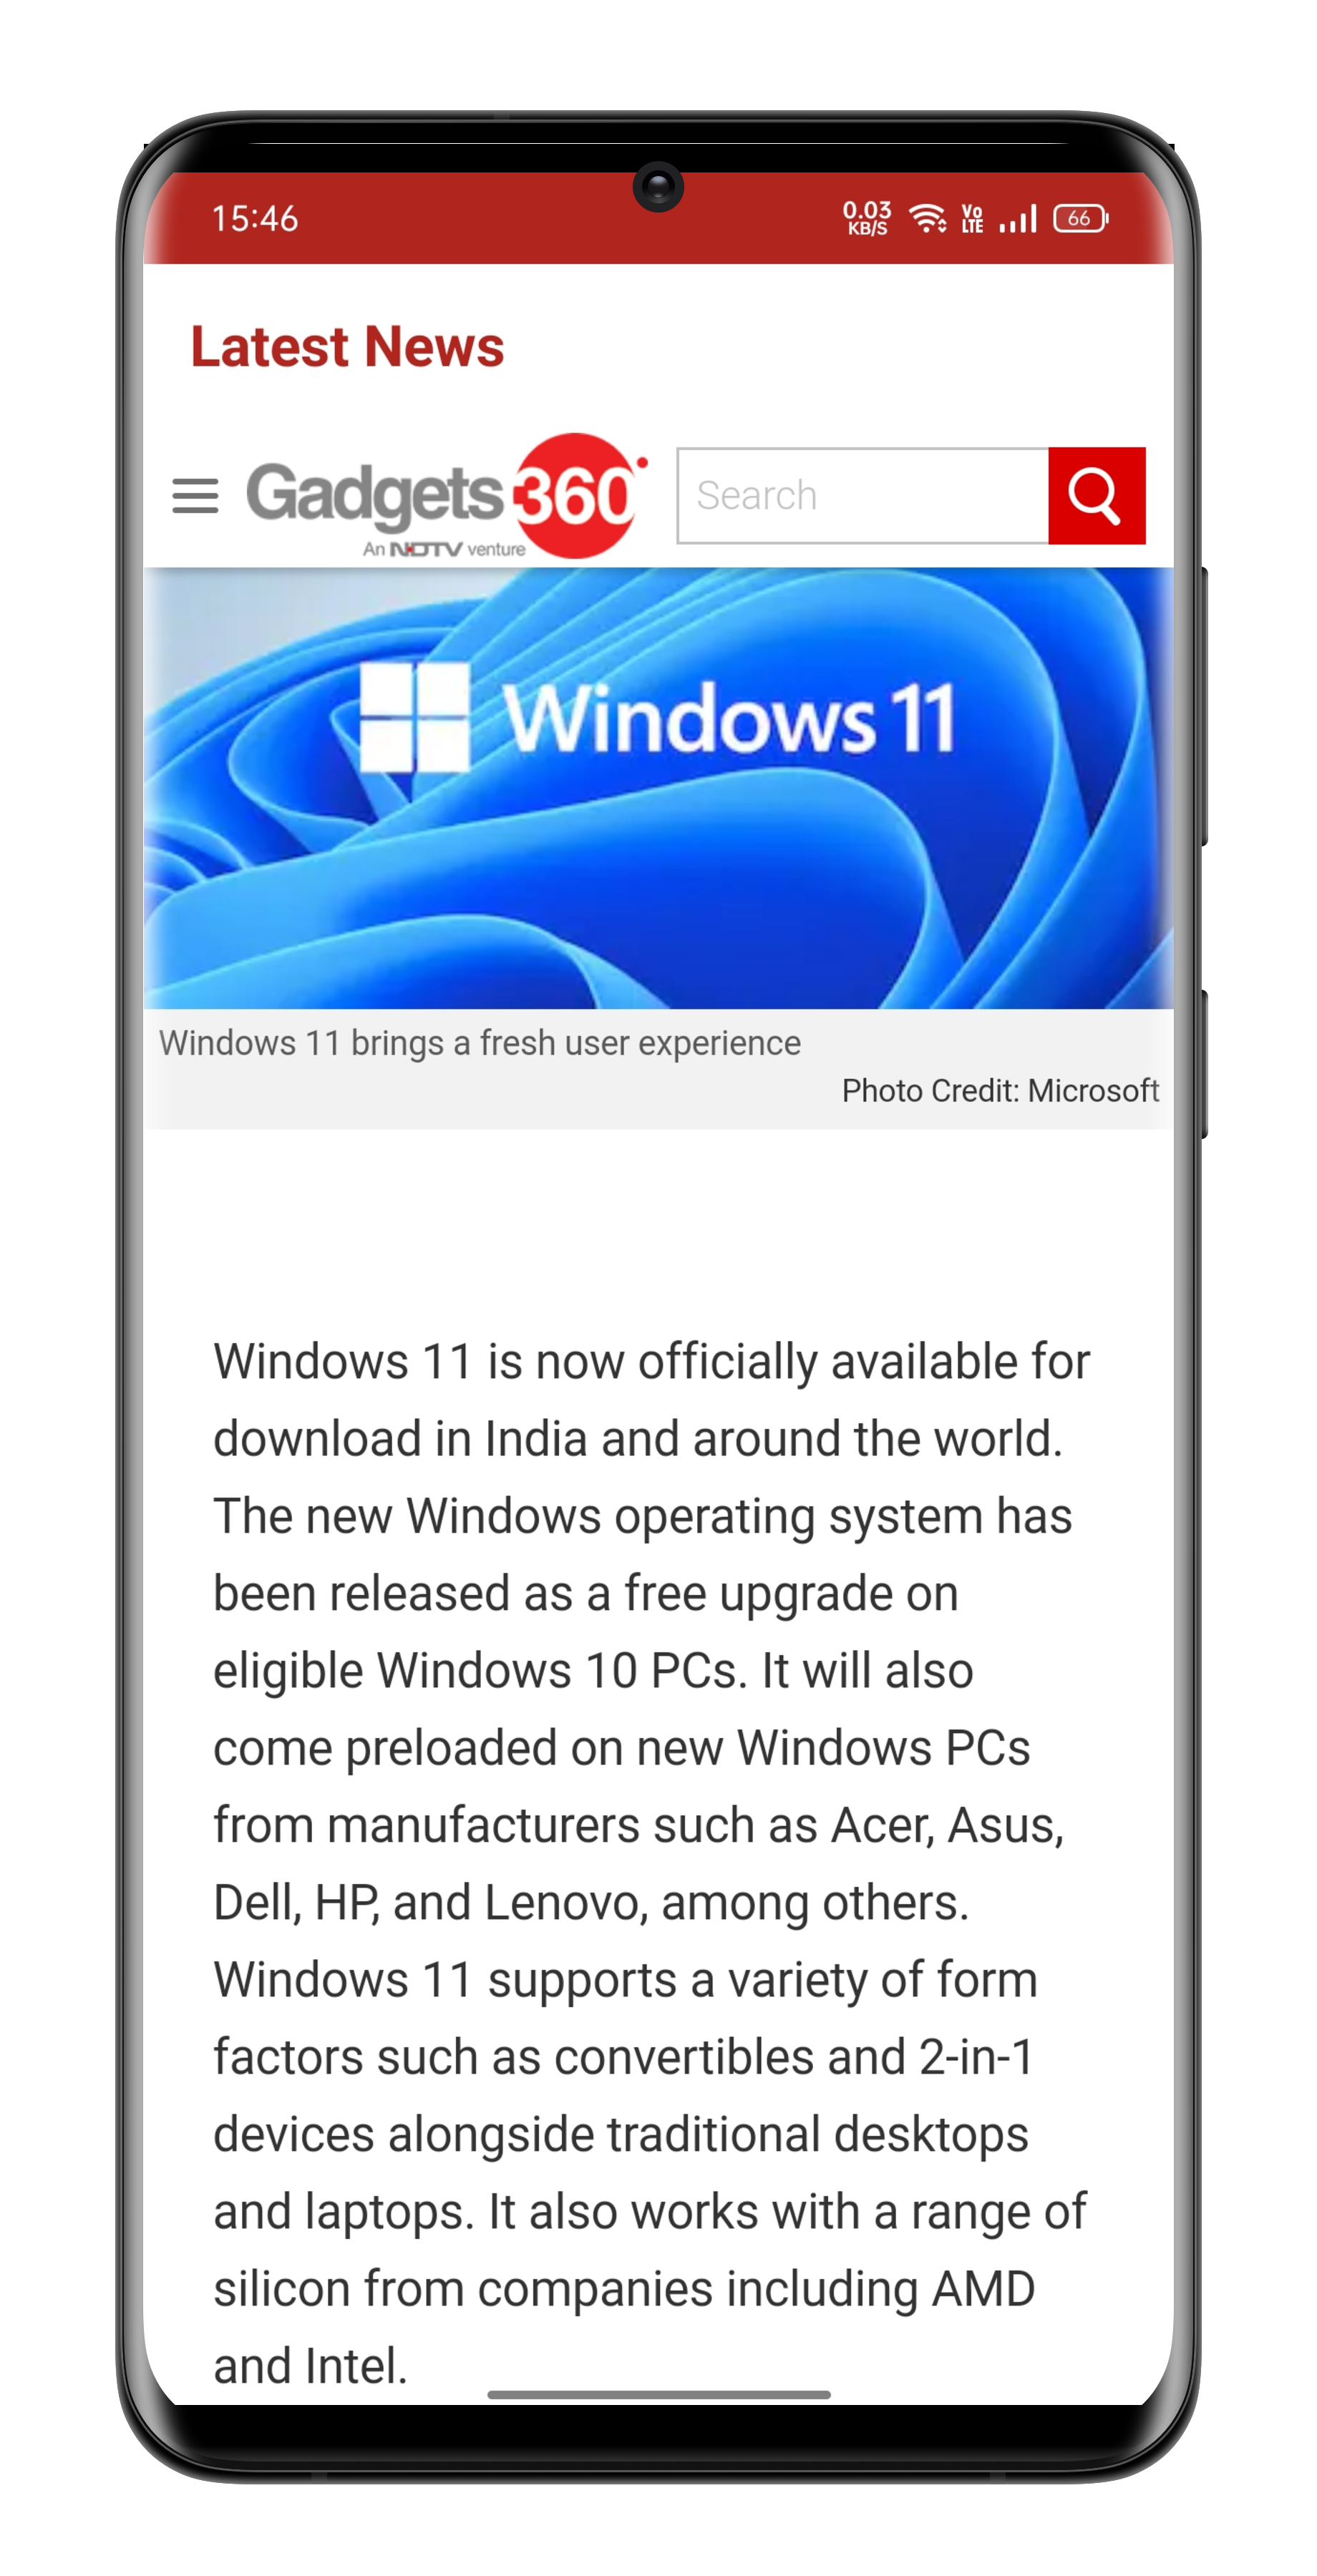 15:46
0.03
KB/S
Vo
LTE
66
Latest News
Gadgets 360°
An NDTV venture
Search
Windows 11
Windows 11 brings a fresh user experience
Photo Credit: Microsoft
Windows 11 is now officially available for
download in India and around the world.
The new Windows operating system has
been released as a free upgrade on
eligible Windows 10 PCs. It will also
come preloaded on new Windows PCs
from manufacturers such as Acer, Asus,
Dell, HP, and Lenovo, among others.
Windows 11 supports a variety of form
factors such as convertibles and 2-in-1
devices alongside traditional desktops
and laptops. It also works with a range of
silicon from companies including AMD
and Intel.